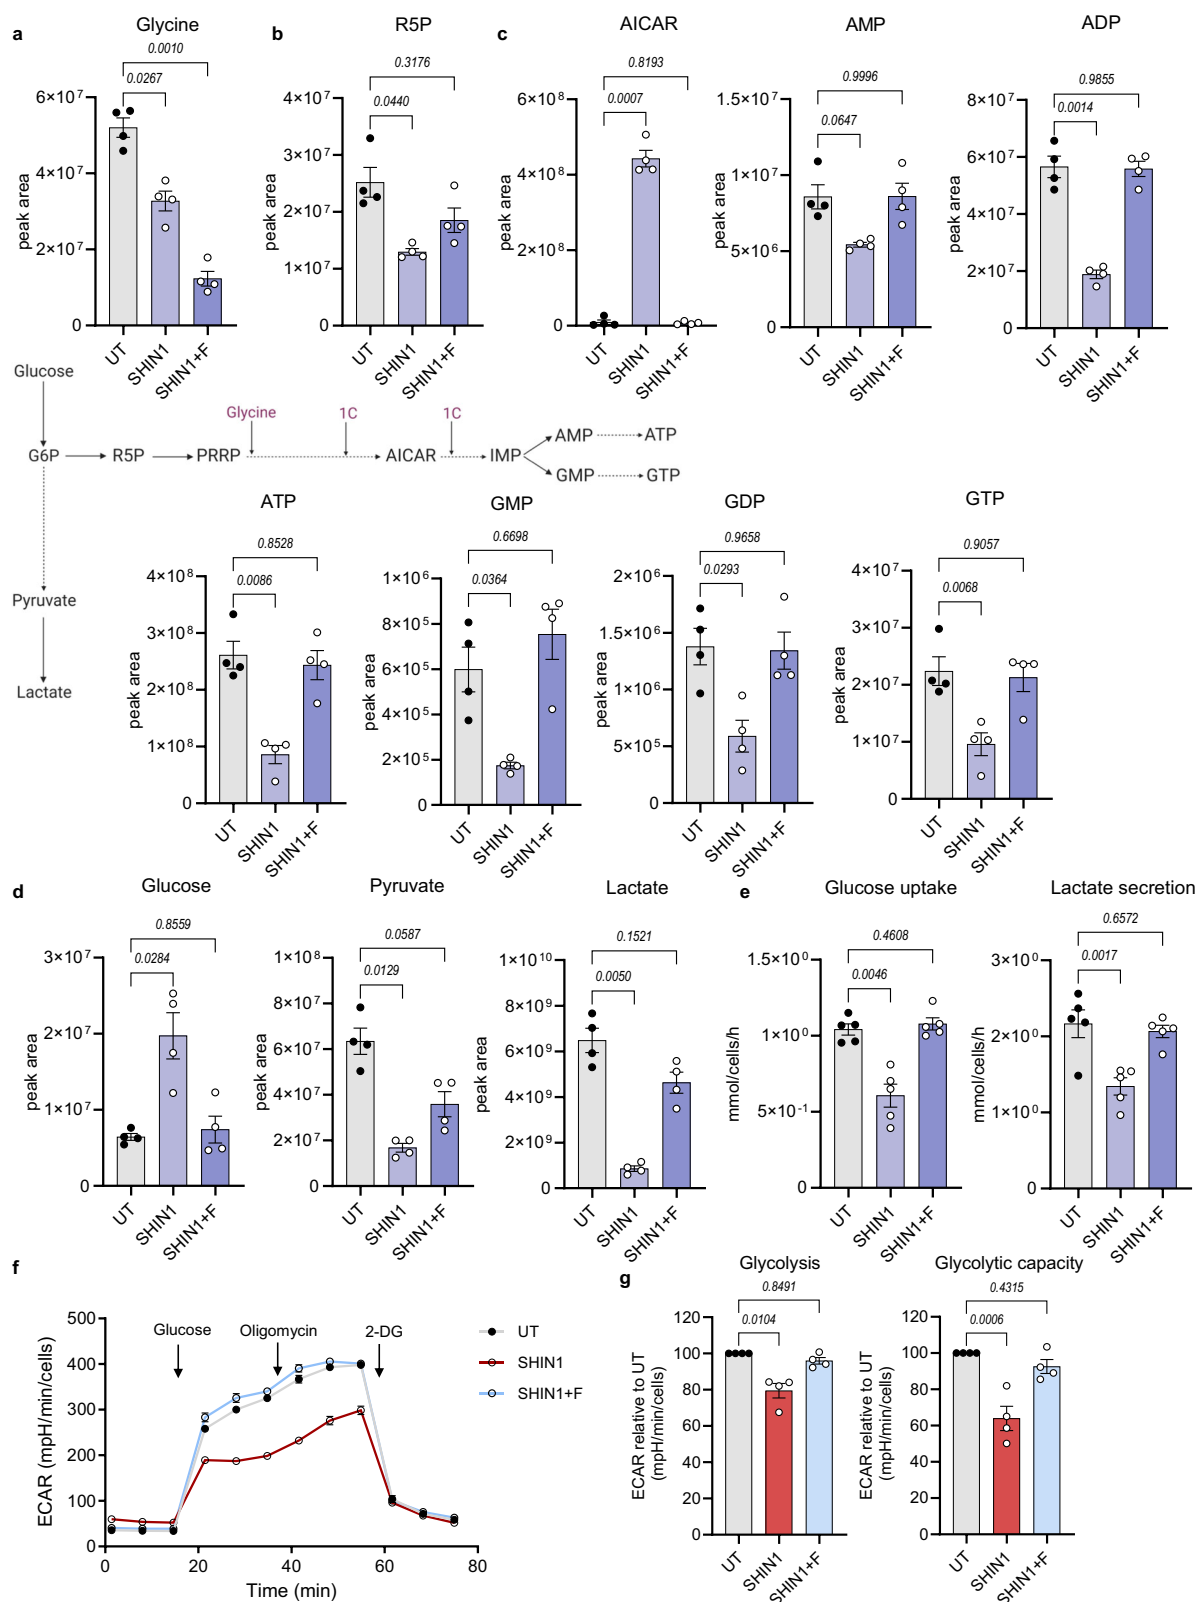 a
Glycine
0.0010
0.0267
6×10⁷
4×10⁷
2×10⁷
0
peak area
UT
SHIN1
SHIN1+F
b
R5P
0.3176
0.0440
4×10⁷
3×10⁷
2×10⁷
1×10⁷
0
peak area
UT
SHIN1
SHIN1+F
c
AICAR
0.8193
0.0007
6×10⁸
4×10⁸
2×10⁸
0
peak area
UT
SHIN1
SHIN1+F
AMP
0.9996
0.0647
1.5×10⁷
1×10⁷
5×10⁶
0
peak area
UT
SHIN1
SHIN1+F
ADP
0.9855
0.0014
8×10⁷
6×10⁷
4×10⁷
2×10⁷
0
peak area
UT
SHIN1
SHIN1+F
Glucose
Glycine 1C 1C
G6P R5P PRRP AICAR IMP
AMP ATP
GMP GTP
Pyruvate
Lactate
ATP
0.8528
0.0086
4×10⁸
3×10⁸
2×10⁸
1×10⁸
0
peak area
UT
SHIN1
SHIN1+F
GMP
0.6698
0.0364
1×10⁶
8×10⁵
6×10⁵
4×10⁵
2×10⁵
0
peak area
UT
SHIN1
SHIN1+F
GDP
0.9658
0.0293
2×10⁶
1.5×10⁶
1×10⁶
5×10⁵
0
peak area
UT
SHIN1
SHIN1+F
GTP
0.9057
0.0068
4×10⁷
3×10⁷
2×10⁷
1×10⁷
0
peak area
UT
SHIN1
SHIN1+F
d
Glucose
0.8559
0.0284
3×10⁷
2×10⁷
1×10⁷
0
peak area
UT
SHIN1
SHIN1+F
Pyruvate
0.0587
0.0129
1×10⁸
8×10⁷
6×10⁷
4×10⁷
2×10⁷
0
peak area
UT
SHIN1
SHIN1+F
Lactate
0.1521
0.0050
1×10¹⁰
8×10⁹
6×10⁹
4×10⁹
2×10⁹
0
peak area
UT
SHIN1
SHIN1+F
e
Glucose uptake
0.4608
0.0046
1.5×10⁰
1×10⁰
5×10⁻¹
0
mmol/cells/h
UT
SHIN1
SHIN1+F
Lactate secretion
0.6572
0.0017
3×10⁰
2×10⁰
1×10⁰
0
mmol/cells/h
UT
SHIN1
SHIN1+F
f
500
400
300
200
100
0
ECAR (mpH/min/cells)
Glucose Oligomycin 2-DG
0 20 40 60 80
Time (min)
UT
SHIN1
SHIN1+F
g
Glycolysis
0.8491
0.0104
120
100
80
60
40
20
0
ECAR relative to UT
(mpH/min/cells)
UT
SHIN1
SHIN1+F
Glycolytic capacity
0.4315
0.0006
120
100
80
60
40
20
0
ECAR relative to UT
(mpH/min/cells)
UT
SHIN1
SHIN1+F